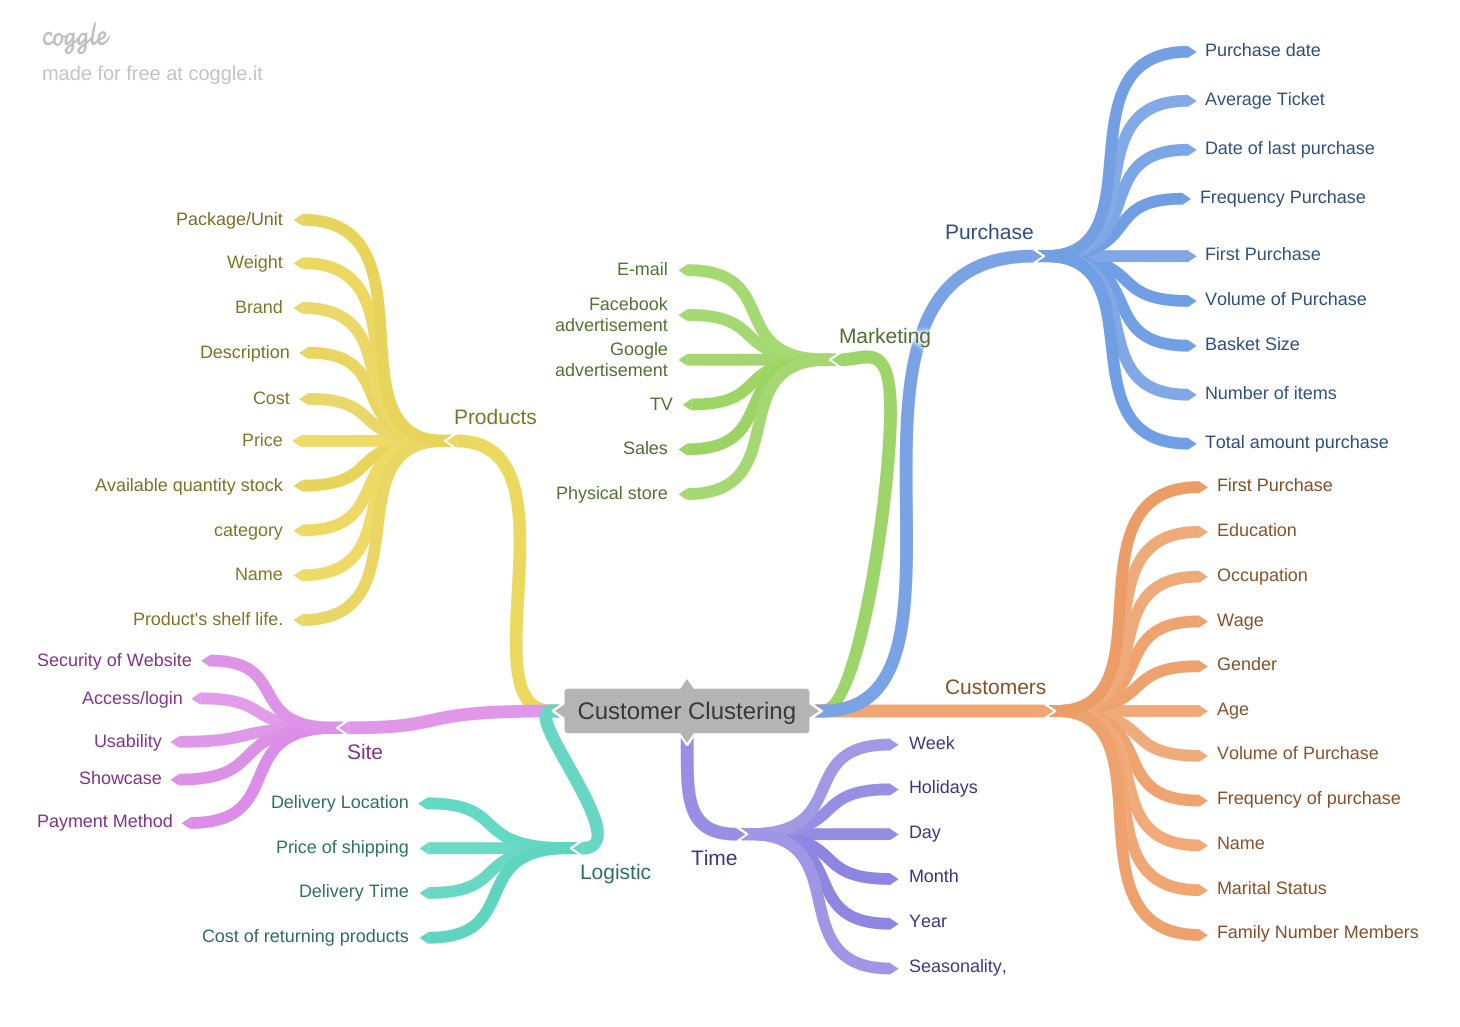 coggle
made for free at coggle.it
Products
Package/Unit
Weight
Brand
Description
Cost
Price
Available quantity stock
category
Name
Product's shelf life.
Marketing
E-mail
Facebook
advertisement
Google
advertisement
TV
Sales
Physical store
Purchase
Purchase date
Average Ticket
Date of last purchase
Frequency Purchase
First Purchase
Volume of Purchase
Basket Size
Number of items
Total amount purchase
Customer Clustering
Customers
First Purchase
Education
Occupation
Wage
Gender
Age
Volume of Purchase
Frequency of purchase
Name
Marital Status
Family Number Members
Site
Security of Website
Access/login
Usability
Showcase
Payment Method
Logistic
Delivery Location
Price of shipping
Delivery Time
Cost of returning products
Time
Week
Holidays
Day
Month
Year
Seasonality,